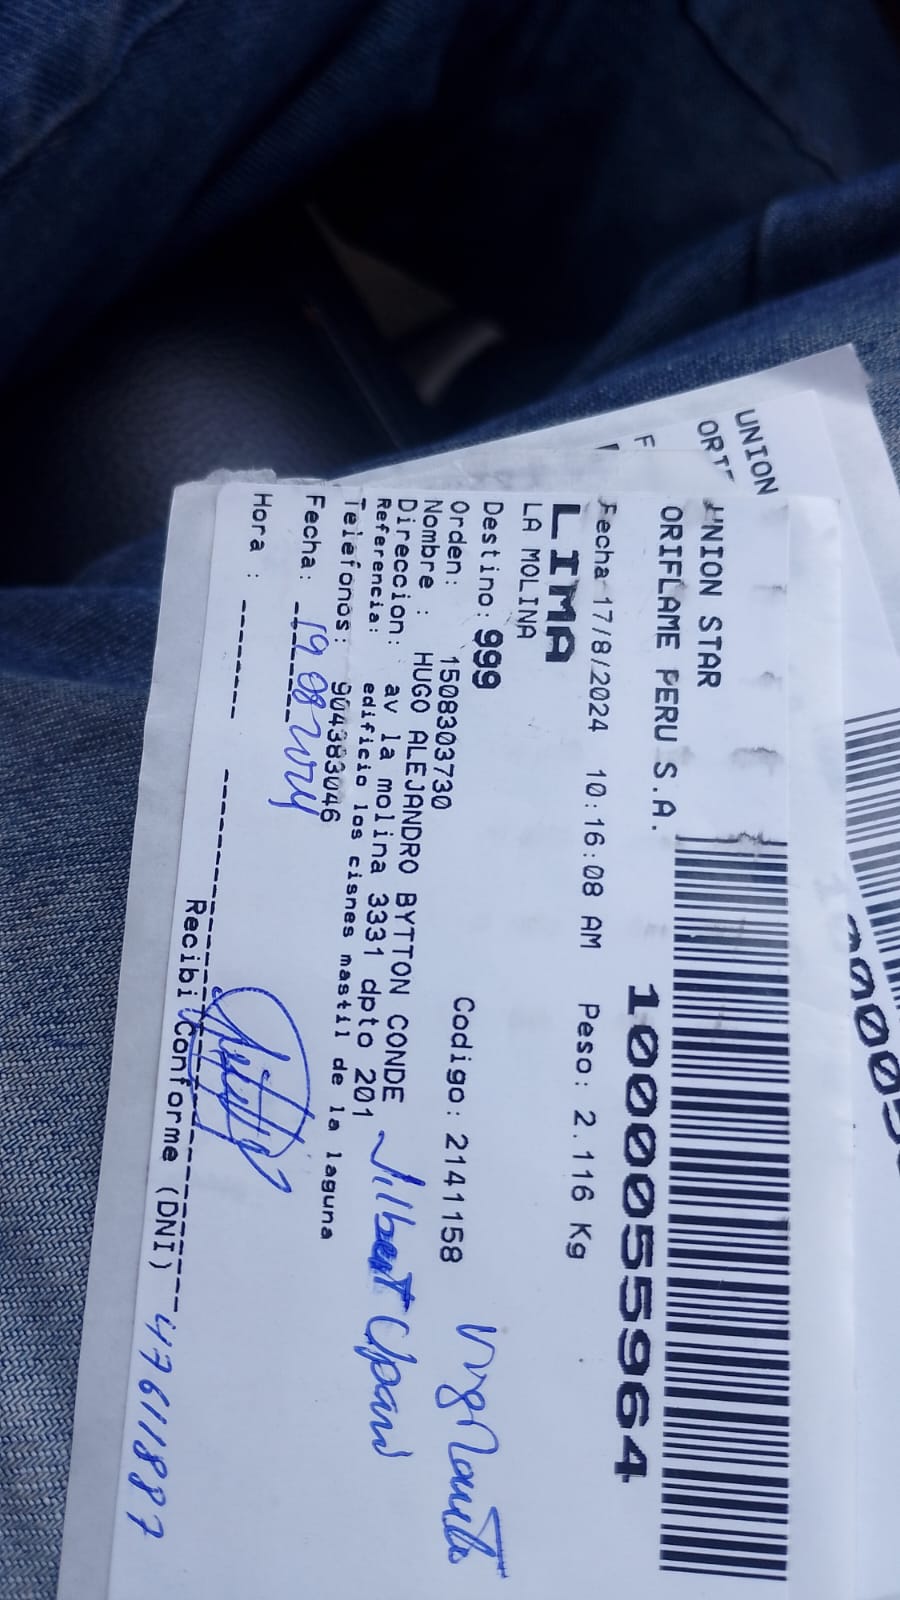 UNION STAR
ORIFLAME PERU S.A.
1000055964
Fecha 17/8/2024 10:16:08 AM Peso: 2.116 Kg
LIMA
LA MOLINA
Destino: 999
Orden: 1508303730 Codigo: 2141158
Nombre : HUGO ALEJANDRO BYTTON CONDE
Direccion: av la molina 3331 dpto 201
Referencia: edificio los cisnes mastil de la laguna
Telefonos: 904383046
Fecha: 19 08 2024
Hora :
Recibi Conforme (DNI) 47611887
UNION